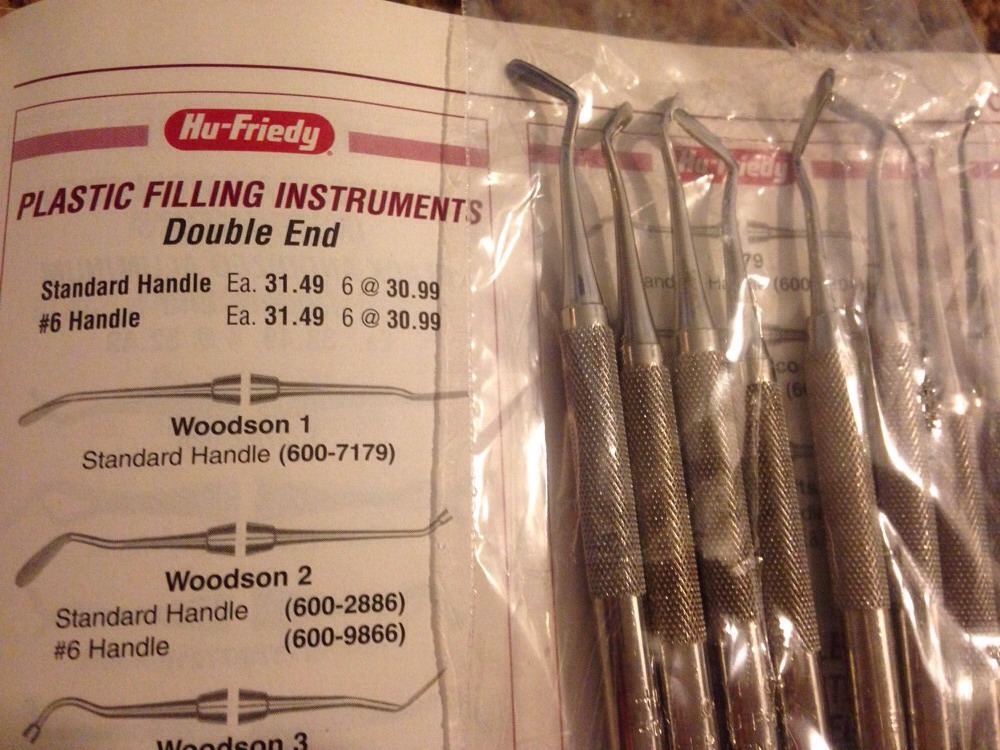 Hu-Friedy
PLASTIC FILLING INSTRUMENTS
Double End
Standard Handle Ea. 31.49 6 @ 30.99
#6 Handle Ea. 31.49 6 @ 30.99
Woodson 1
Standard Handle (600-7179)
Woodson 2
Standard Handle (600-2886)
#6 Handle (600-9866)
Woodson 3
Hu-Friedy